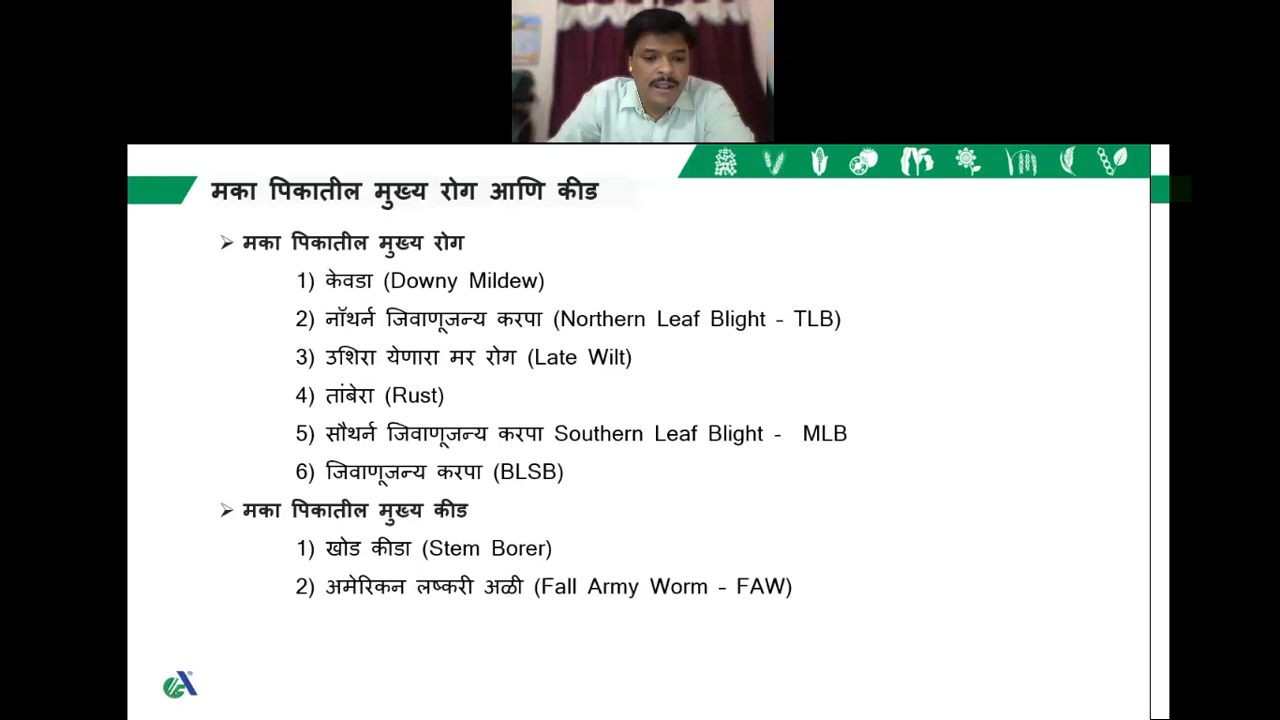 मका पिकातील मुख्य रोग आणि कीड
➢ मका पिकातील मुख्य रोग
1) केवडा (Downy Mildew)
2) नॉथर्न जिवाणूजन्य करपा (Northern Leaf Blight - TLB)
3) उशिरा येणारा मर रोग (Late Wilt)
4) तांबेरा (Rust)
5) सौथर्न जिवाणूजन्य करपा Southern Leaf Blight - MLB
6) जिवाणूजन्य करपा (BLSB)
➢ मका पिकातील मुख्य कीड
1) खोड कीडा (Stem Borer)
2) अमेरिकन लष्करी अळी (Fall Army Worm - FAW)